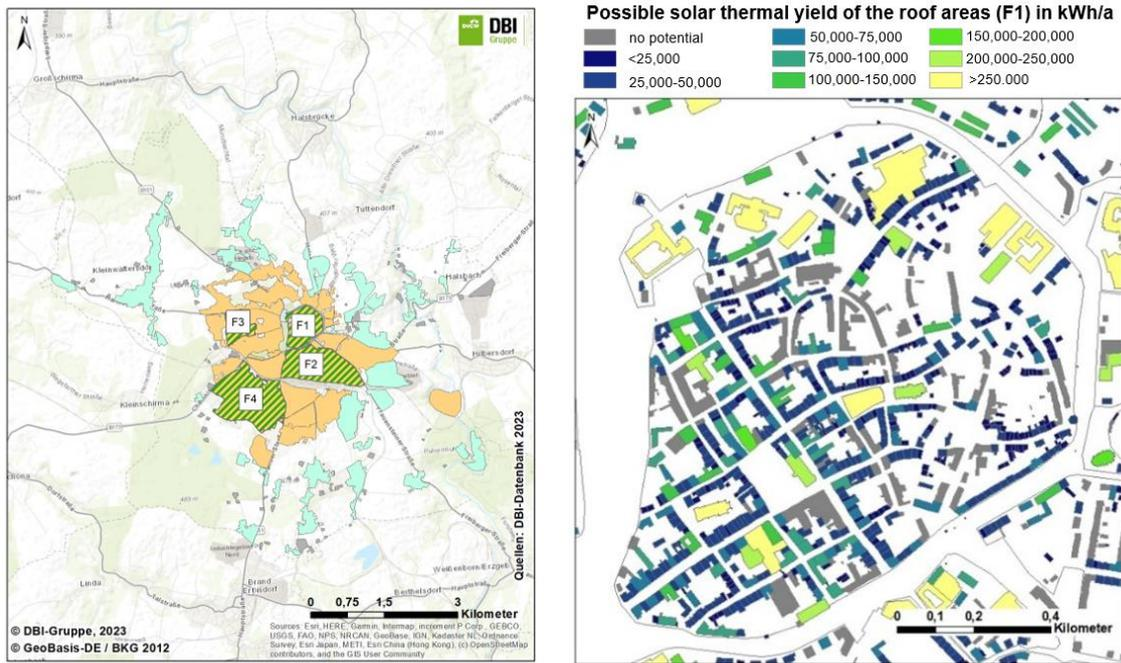 N
DVGW
DBI
Gruppe
Großschirma
Hauptstraße
Halsbrücke
Tuttendorf
Kleinwaltersdorf
Halsbach
F3
F1
F2
F4
Hilbersdorf
Kleinschirma
Linda
Brand
Erbisdorf
Berthelsdorf
Hauptstraße
Weißenborn/Erzgeb
Quellen: DBI-Datenbank 2023
0 0,75 1,5 3
Kilometer
© DBI-Gruppe, 2023
© GeoBasis-DE / BKG 2012
Sources: Esri, HERE, Garmin, Intermap, increment P Corp., GEBCO,
USGS, FAO, NPS, NRCAN, GeoBase, IGN, Kadaster NL, Ordnance
Survey, Esri Japan, METI, Esri China (Hong Kong), (c) OpenStreetMap
contributors, and the GIS User Community
Possible solar thermal yield of the roof areas (F1) in kWh/a
no potential
<25,000
25,000-50,000
50,000-75,000
75,000-100,000
100,000-150,000
150,000-200,000
200,000-250,000
>250.000
N
0 0,1 0,2 0,4
Kilometer